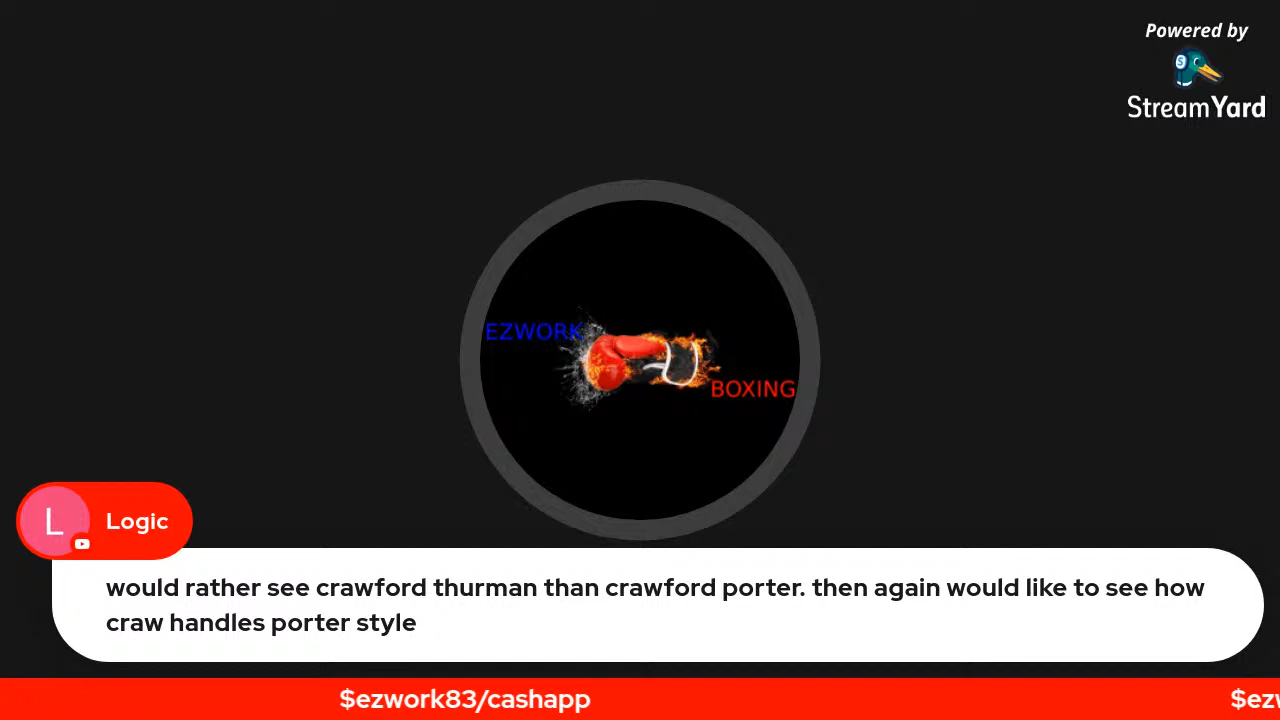 Powered by
StreamYard
EZWORK
BOXING
L
Logic
would rather see crawford thurman than crawford porter. then again would like to see how
craw handles porter style
$ezwork83/cashapp
$ezw